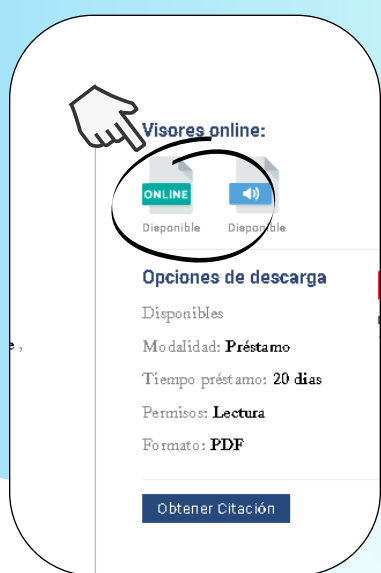 Visores online:
ONLINE
Disponible Disponible
Opciones de descarga
Disponibles
Modalidad: Préstamo
e ,
Tiempo préstamo: 20 dias
Permisos: Lectura
Formato: PDF
Obtener Citación